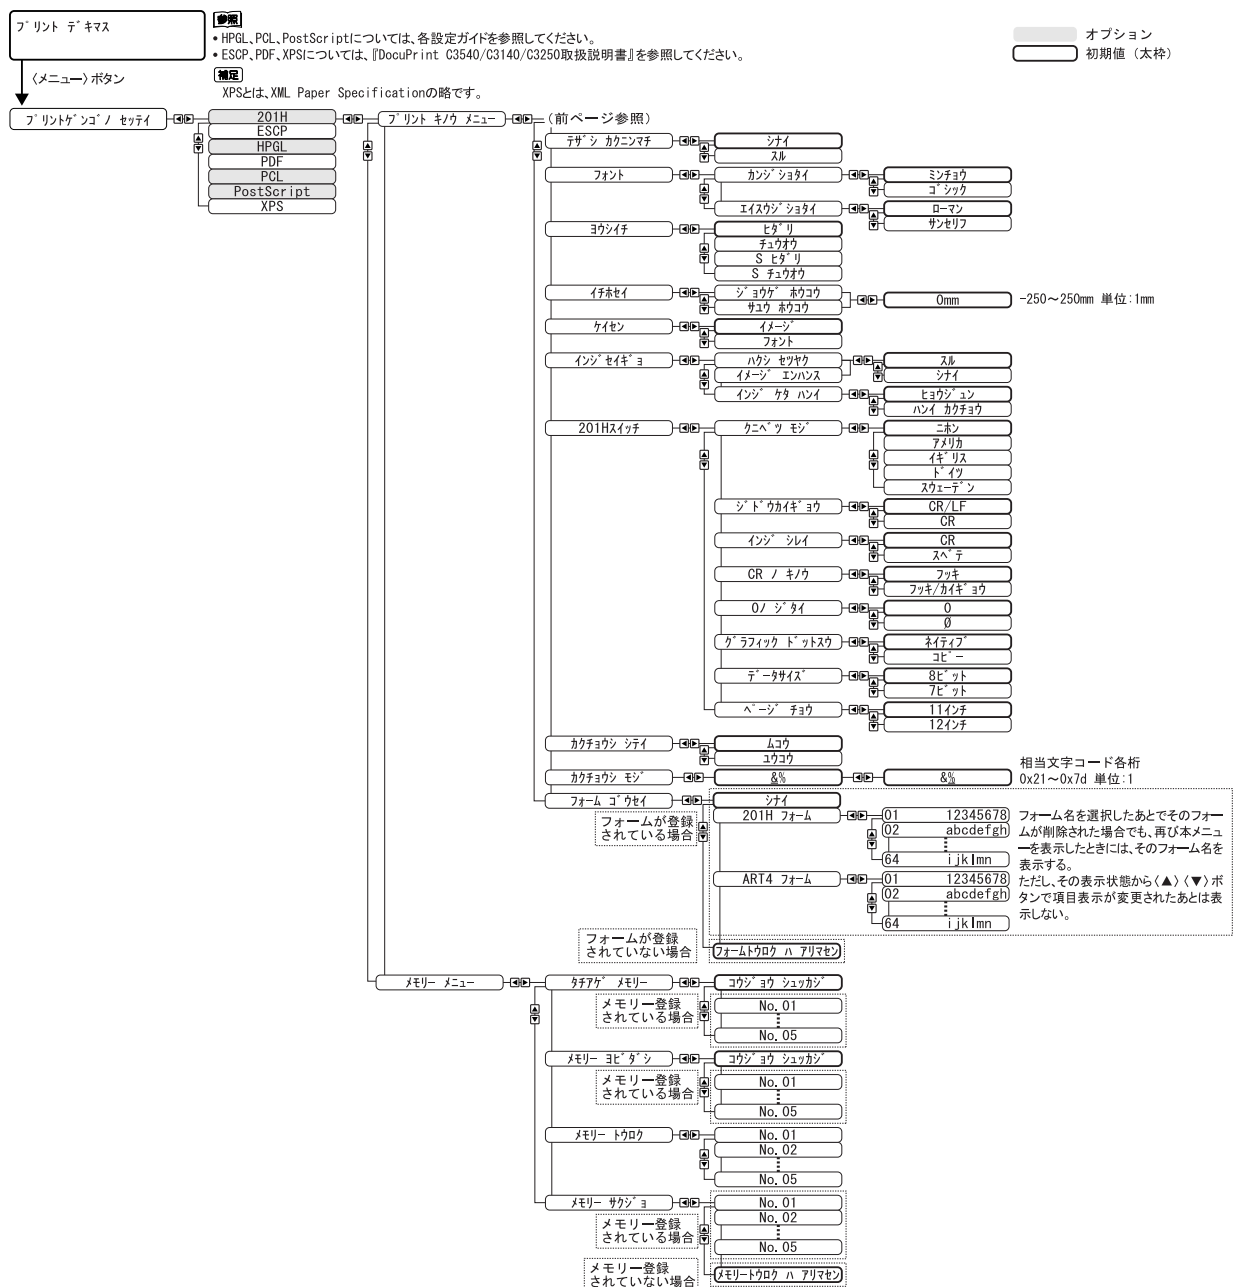 プリント デキマス
参照
• HPGL、PCL、PostScriptについては、各設定ガイドを参照してください。
• ESCP、PDF、XPSについては、『DocuPrint C3540/C3140/C3250取扱説明書』を参照してください。
補足
XPSとは、XML Paper Specificationの略です。
オプション
初期値（太枠）
〈メニュー〉ボタン
プリントゲンゴノ セッテイ
201H
ESCP
HPGL
PDF
PCL
PostScript
XPS
プリント キノウ メニュー
(前ページ参照)
テザシ カクニンマチ
シナイ
スル
フォント
カンジショタイ
ミンチョウ
ゴシック
エイスウジショタイ
ローマン
サンセリフ
ヨウシイチ
ヒダリ
チュウオウ
S ヒダリ
S チュウオウ
イチホセイ
ジョウゲ ホウコウ
サユウ ホウコウ
0mm
-250～250mm 単位:1mm
ケイセン
イメージ
フォント
インジセイギョ
ハクシ セツヤク
イメージ エンハンス
スル
シナイ
インジ ケタ ハンイ
ヒョウジュン
ハンイ カクチョウ
201Hスイッチ
クニベツ モジ
ニホン
アメリカ
イギリス
ドイツ
スウェーデン
ジドウカイギョウ
CR/LF
CR
インジ シレイ
CR
スベテ
CR ノ キノウ
フッキ
フッキ/カイギョウ
0ノ ジタイ
0
Ø
グラフィック ドットスウ
ネイティブ
コピー
データサイズ
8ビット
7ビット
ページ チョウ
11インチ
12インチ
カクチョウシ シテイ
ムコウ
ユウコウ
カクチョウシ モジ
&%
&%
相当文字コード各桁
0x21～0x7d 単位:1
フォーム ゴウセイ
シナイ
フォームが登録
されている場合
201H フォーム
01 12345678
02 abcdefgh
64 ijklmn
ART4 フォーム
01 12345678
02 abcdefgh
64 ijklmn
フォーム名を選択したあとでそのフォー
ムが削除された場合でも、再び本メニュ
ーを表示したときには、そのフォーム名を
表示する。
ただし、その表示状態から〈▲〉〈▼〉ボ
タンで項目表示が変更されたあとは表
示しない。
フォームが登録
されていない場合
フォームトウロク ハ アリマセン
メモリー メニュー
タチアゲ メモリー
コウジョウ シュッカジ
メモリー登録
されている場合
No.01
No.05
メモリー ヨビダシ
コウジョウ シュッカジ
メモリー登録
されている場合
No.01
No.05
メモリー トウロク
No.01
No.02
No.05
メモリー サクジョ
No.01
No.02
No.05
メモリー登録
されている場合
メモリー登録
されていない場合
メモリートウロク ハ アリマセン